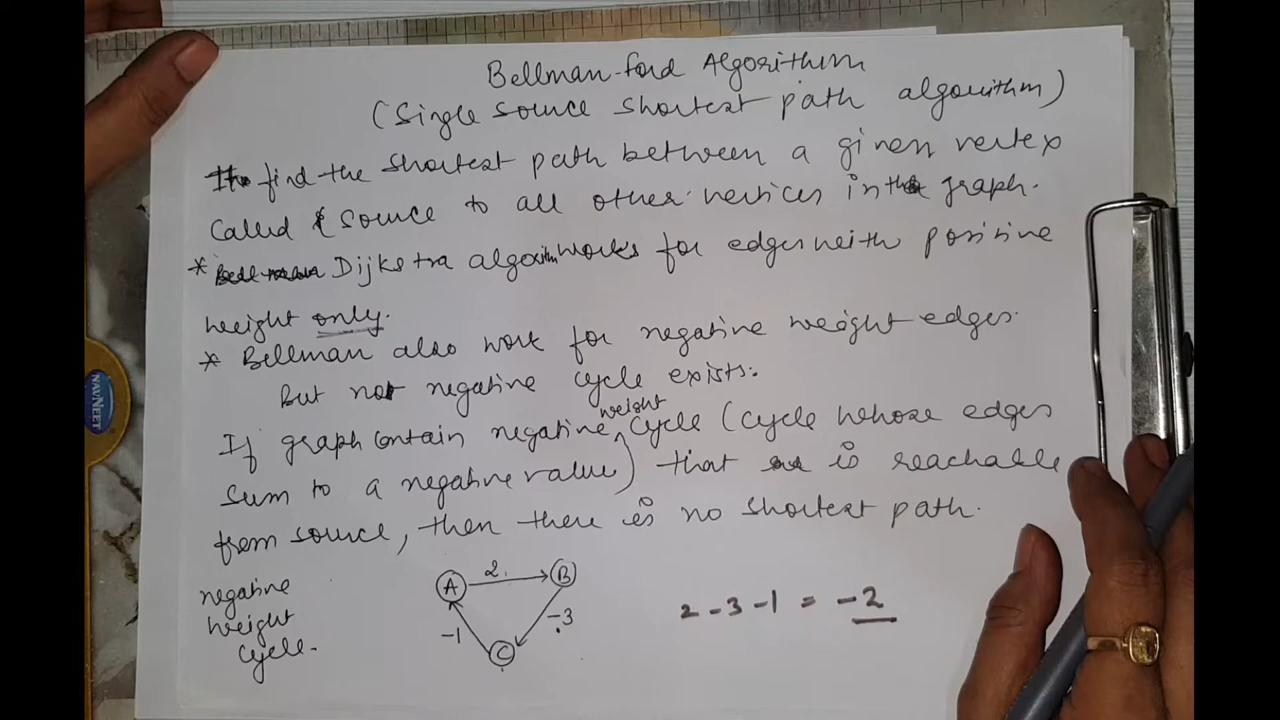 Bellman-ford Algorithm
(Single source shortest path algorithm)
find the shortest path between a given vertex
Called source to all other vertices in the graph.
* Dijkstra algorithm works for edges with positive
weight only.
* Bellman also work for negative weight edges.
But not negative cycle exists.
If graph contain negative weight cycle (cycle whose edges
sum to a negative value) that is reachable
from source, then there is no shortest path.
negative
weight
cycle.
A 2. B
-3
-1
C
2 - 3 - 1 = -2
NAVNEET